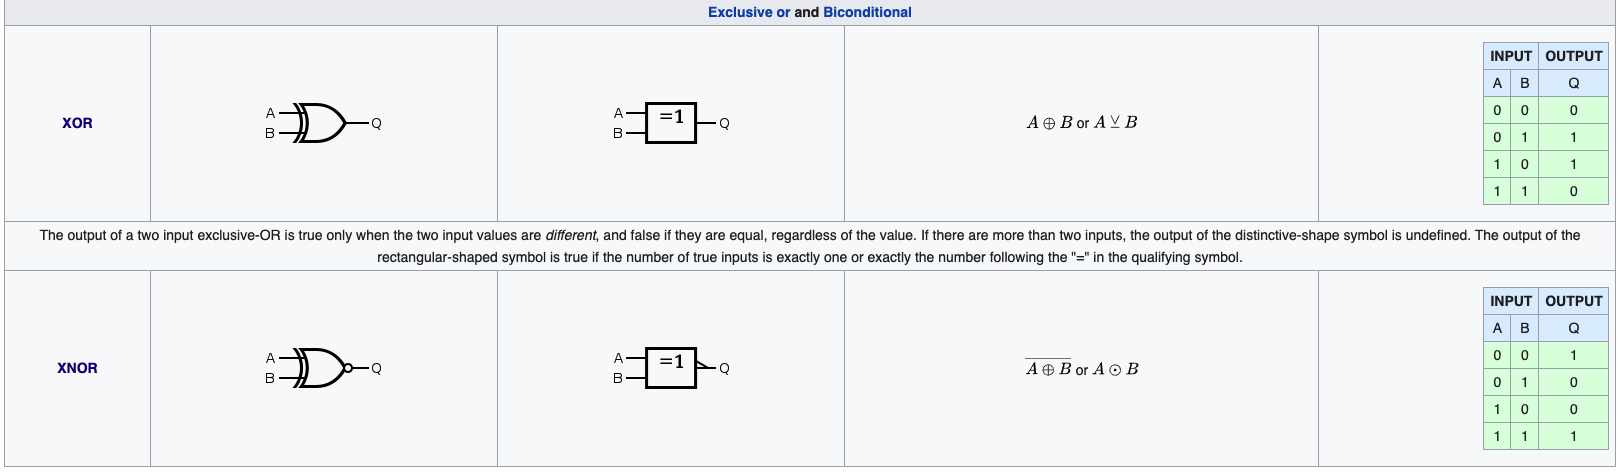 Exclusive or and Biconditional
XOR
A
B
Q
A
B
=1
Q
A ⊕ B or A ⊻ B
INPUT OUTPUT
A B Q
0 0 0
0 1 1
1 0 1
1 1 0
The output of a two input exclusive-OR is true only when the two input values are different, and false if they are equal, regardless of the value. If there are more than two inputs, the output of the distinctive-shape symbol is undefined. The output of the
rectangular-shaped symbol is true if the number of true inputs is exactly one or exactly the number following the "=" in the qualifying symbol.
XNOR
A
B
Q
A
B
=1
Q
A̅ ̅⊕̅ ̅B̅ or A ⊙ B
INPUT OUTPUT
A B Q
0 0 1
0 1 0
1 0 0
1 1 1